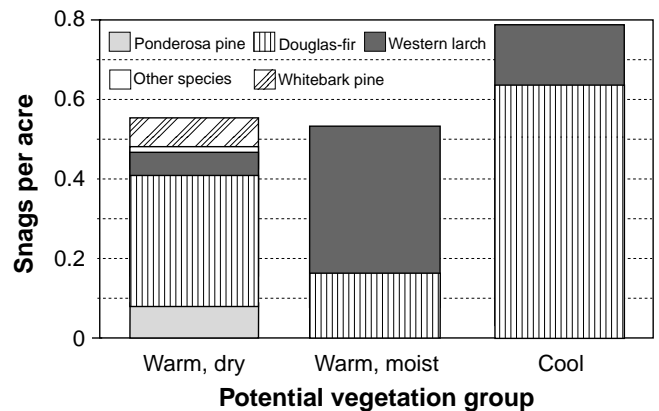 Snags per acre
0.8
0.6
0.4
0.2
0
Ponderosa pine Douglas-fir Western larch
Other species Whitebark pine
Warm, dry Warm, moist Cool
Potential vegetation group